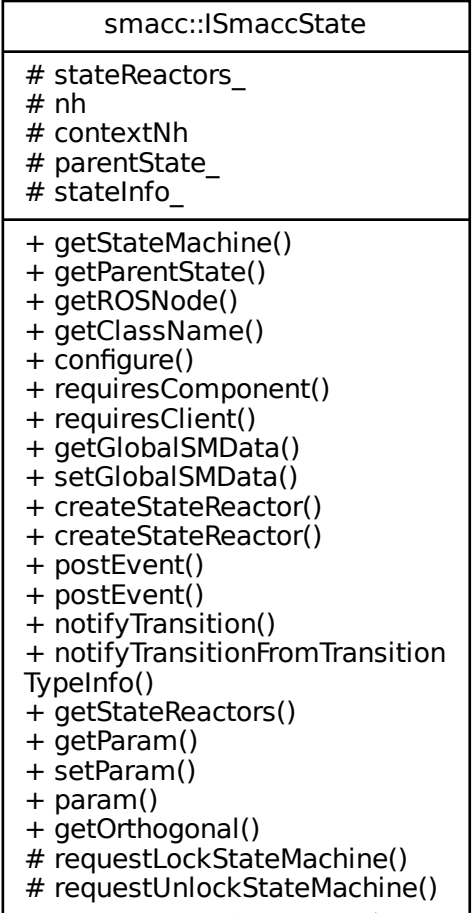 smacc::ISmaccState
# stateReactors_
# nh
# contextNh
# parentState_
# stateInfo_
+ getStateMachine()
+ getParentState()
+ getROSNode()
+ getClassName()
+ configure()
+ requiresComponent()
+ requiresClient()
+ getGlobalSMData()
+ setGlobalSMData()
+ createStateReactor()
+ createStateReactor()
+ postEvent()
+ postEvent()
+ notifyTransition()
+ notifyTransitionFromTransition
TypeInfo()
+ getStateReactors()
+ getParam()
+ setParam()
+ param()
+ getOrthogonal()
# requestLockStateMachine()
# requestUnlockStateMachine()